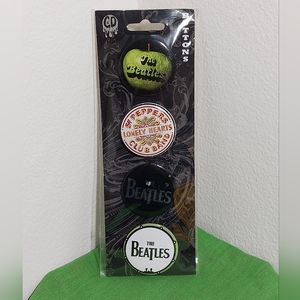 CD
BUTTONS
The
Beatles
SGT PEPPERS
LONELY HEARTS
CLUB BAND
BEATLES
THE
BEATLES